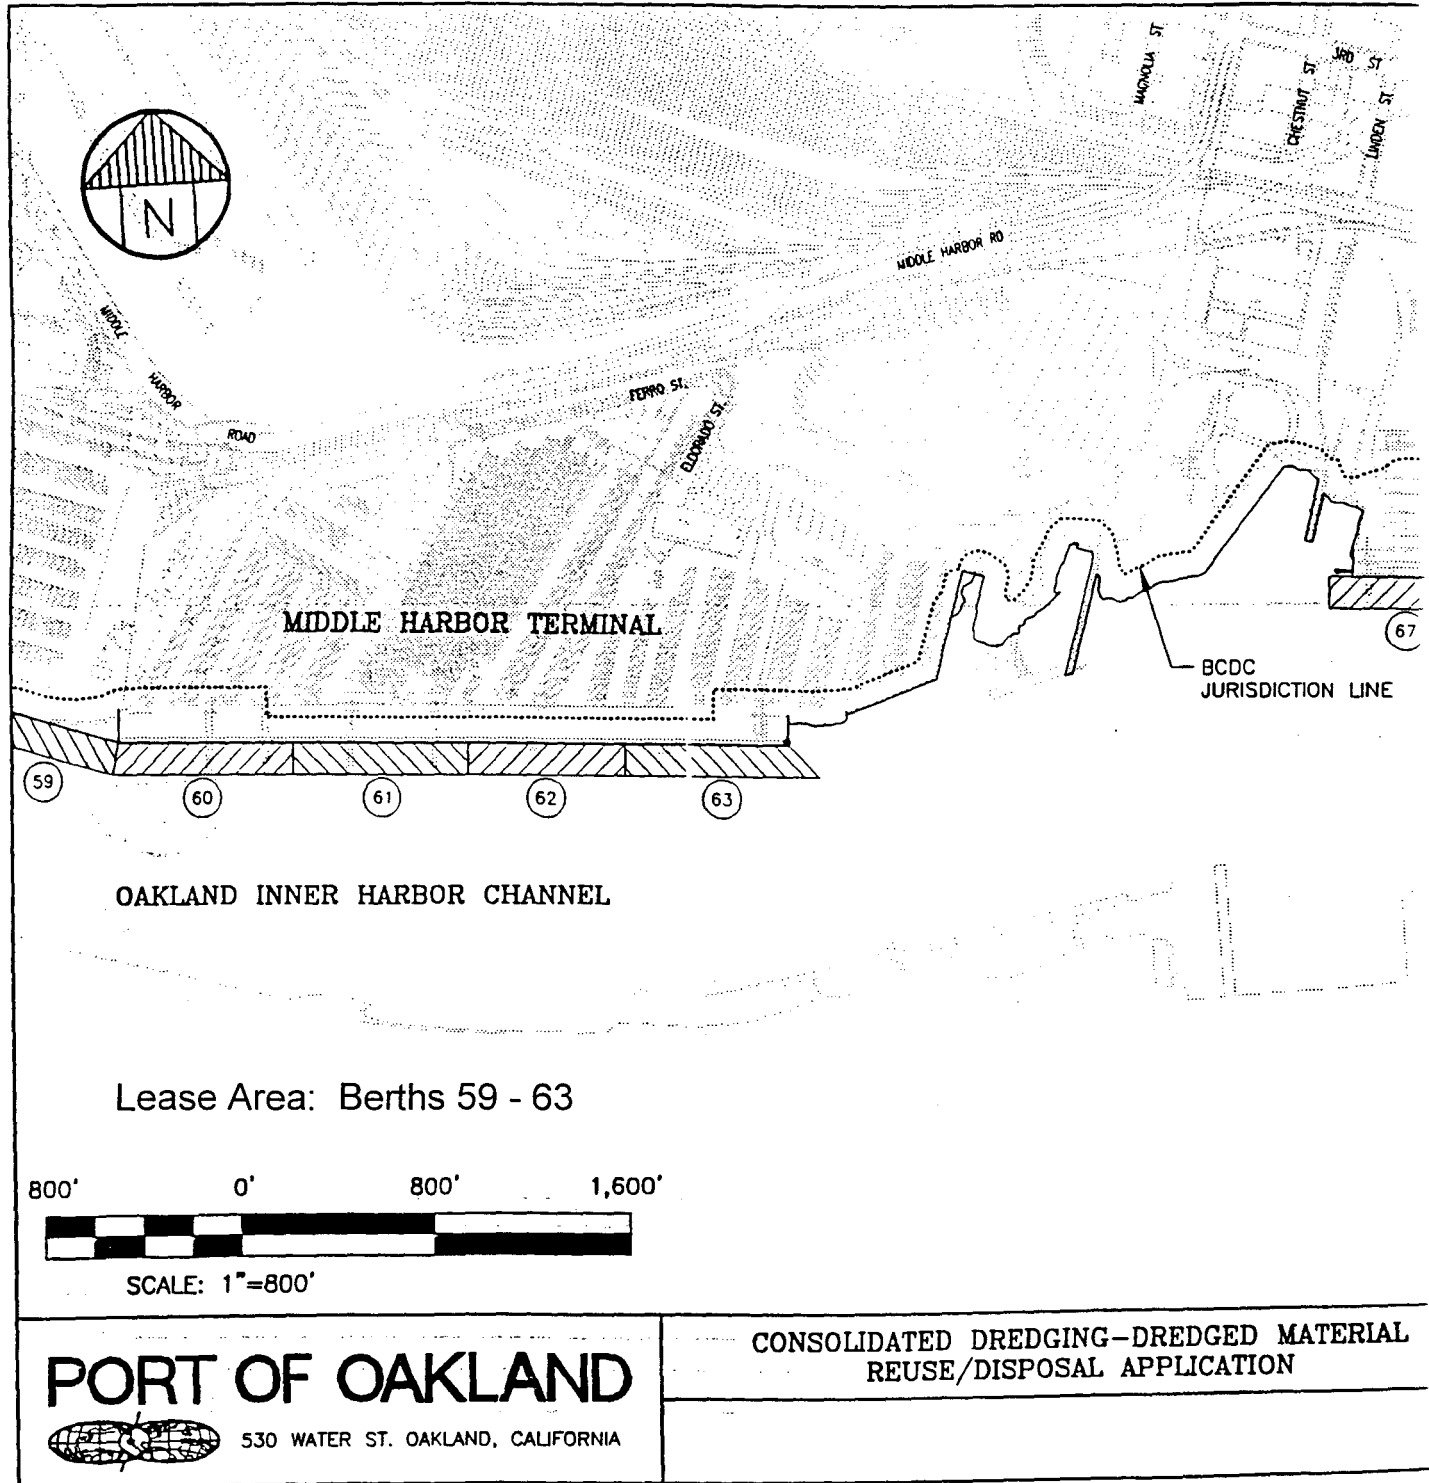 MAGNOLIA ST
3RD ST
CHESTNUT ST
LINDEN ST
N
MIDDLE HARBOR RD
MIDDLE
HARBOR
ROAD
FERRO ST.
ELDORADO ST.
MIDDLE HARBOR TERMINAL
67
BCDC
JURISDICTION LINE
59
60
61
62
63
OAKLAND INNER HARBOR CHANNEL
Lease Area: Berths 59 - 63
800' 0' 800' 1,600'
SCALE: 1"=800'
CONSOLIDATED DREDGING-DREDGED MATERIAL
REUSE/DISPOSAL APPLICATION
PORT OF OAKLAND
530 WATER ST. OAKLAND, CALIFORNIA